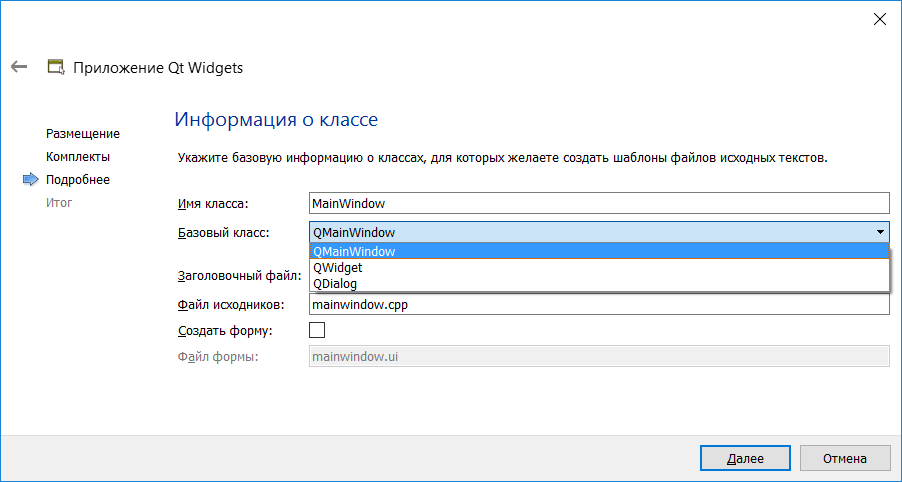 Приложение Qt Widgets
Информация о классе
Размещение
Комплекты
Подробнее
Итог
Укажите базовую информацию о классах, для которых желаете создать шаблоны файлов исходных текстов.
Имя класса: MainWindow
Базовый класс: QMainWindow
QMainWindow
QWidget
QDialog
Заголовочный файл:
Файл исходников: mainwindow.cpp
Создать форму:
Файл формы: mainwindow.ui
Далее Отмена